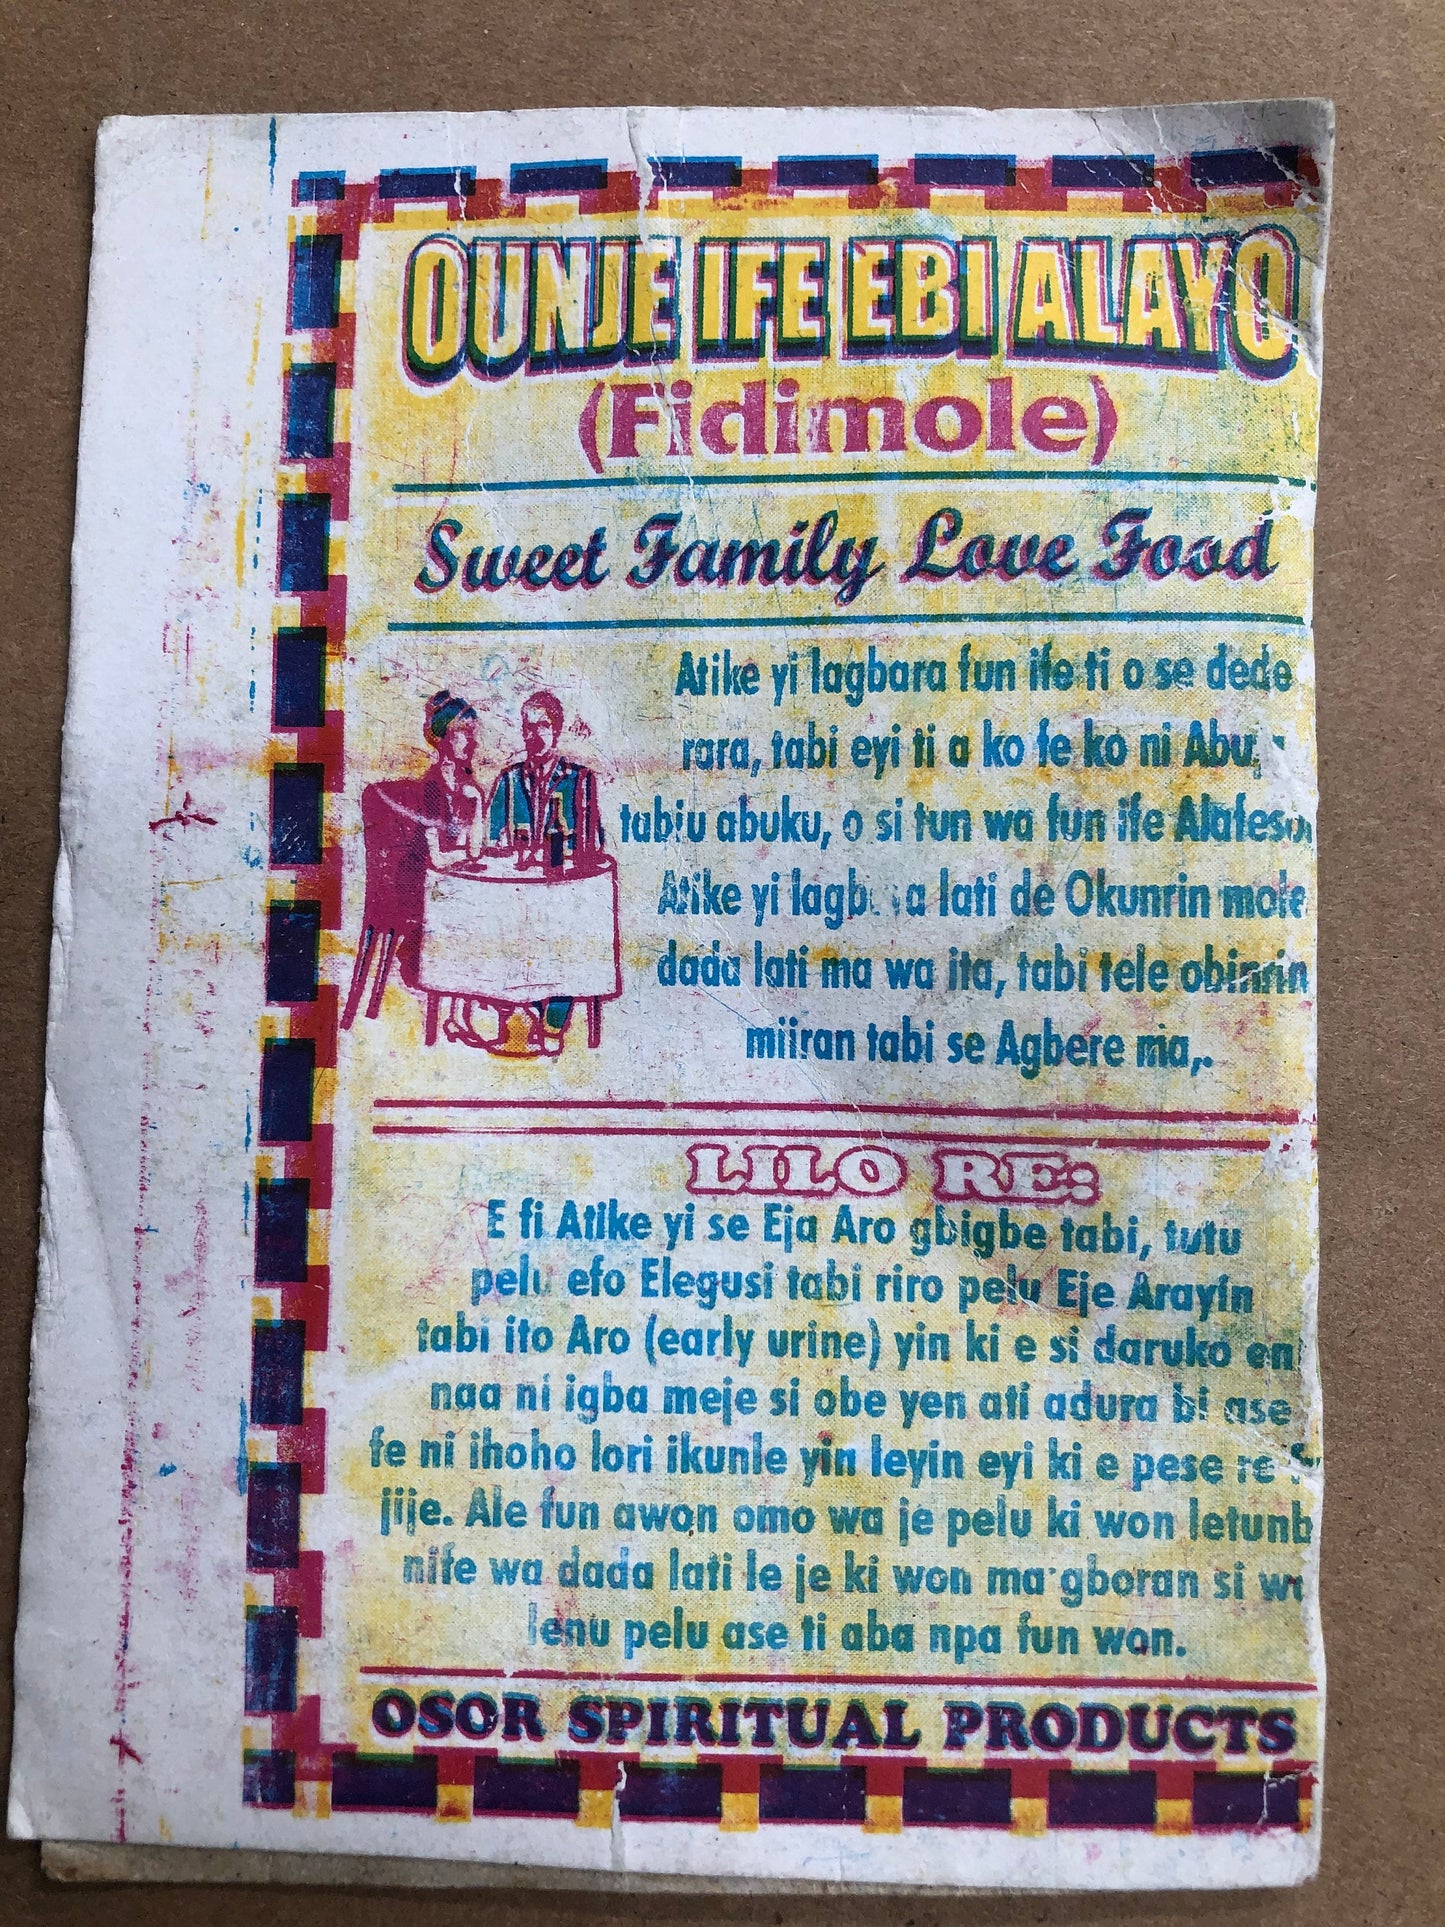 OUNJE IFE EBI ALAYO
(Fidimole)
Sweet Family Love Food
Atike yi lagbara fun ife ti o se dede
rara, tabi eyi ti a ko fe ko ni
abuku, o si tun wa fun ife
Atike yi lati de Okunrin mole
dada lati ma wa ita, tabi tele obinrin
miiran tabi se Agbere ma,.
LILO RE:
E fi Atike yi se Eja Aro gbigbe tabi, tutu
pelu efo Elegusi tabi riro pelu Eje Arayin
tabi ito Aro (early urine) yin ki e si daruko
naa ni igba meje si obe yen ati adura bi ase
fe ni ihoho lori ikunle yin leyin eyi ki e pese re
jije. Ale fun awon omo wa je pelu ki won
nife wa dada lati le je ki won ma gboran si
lenu pelu ase ti aba npa fun won.
OSOR SPIRITUAL PRODUCTS